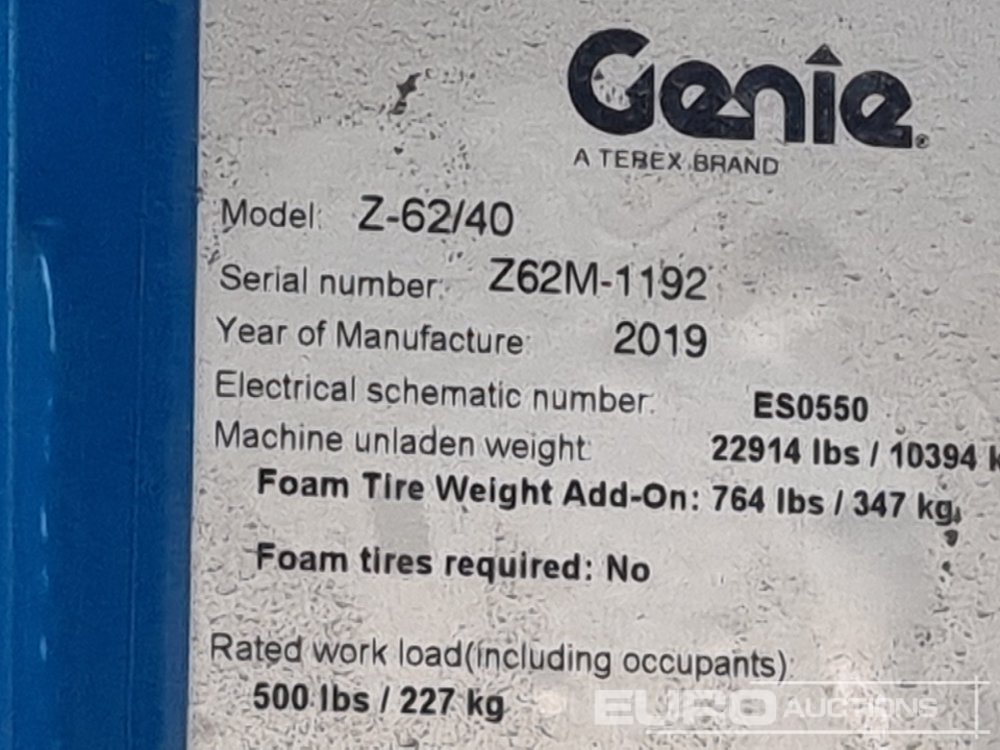 Genie
A TEREX BRAND
Model: Z-62/40
Serial number: Z62M-1192
Year of Manufacture: 2019
Electrical schematic number: ES0550
Machine unladen weight: 22914 lbs / 10394 k
Foam Tire Weight Add-On: 764 lbs / 347 kg
Foam tires required: No
Rated work load(including occupants):
500 lbs / 227 kg
EURO AUCTIONS